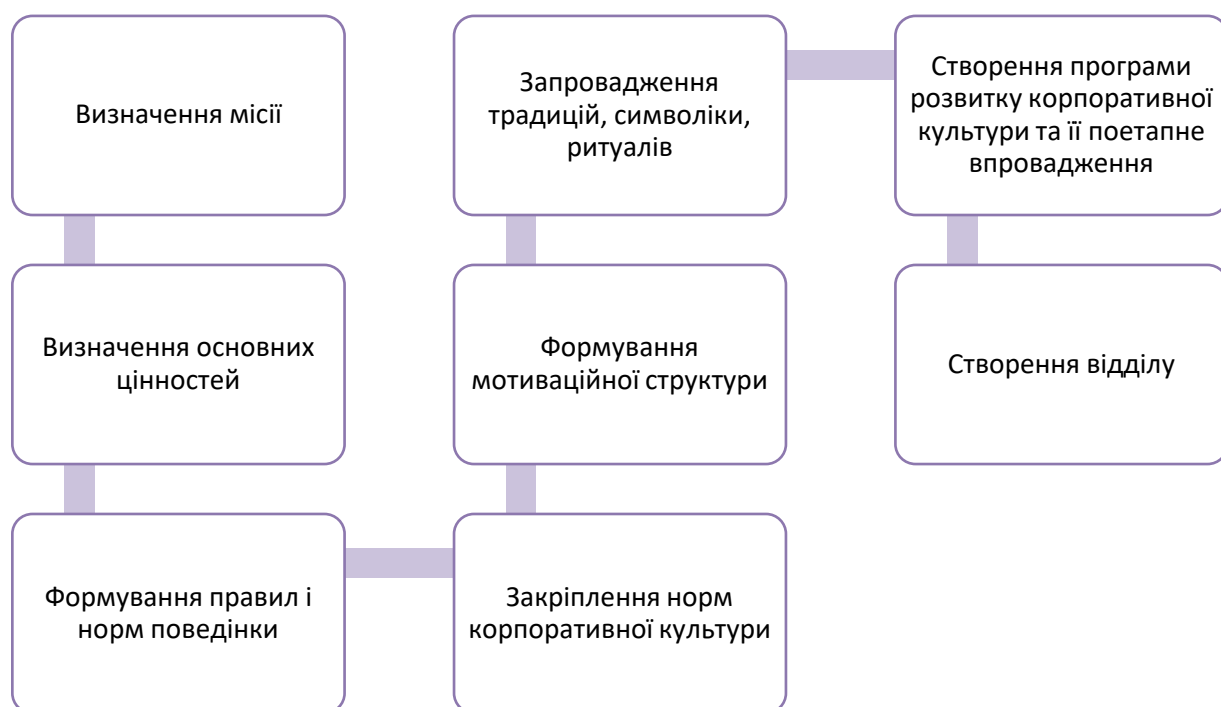 Визначення місії
Визначення основних
цінностей
Формування правил і
норм поведінки
Закріплення норм
корпоративної культури
Формування
мотиваційної структури
Запровадження
традицій, символіки,
ритуалів
Створення програми
розвитку корпоративної
культури та її поетапне
впровадження
Створення відділу